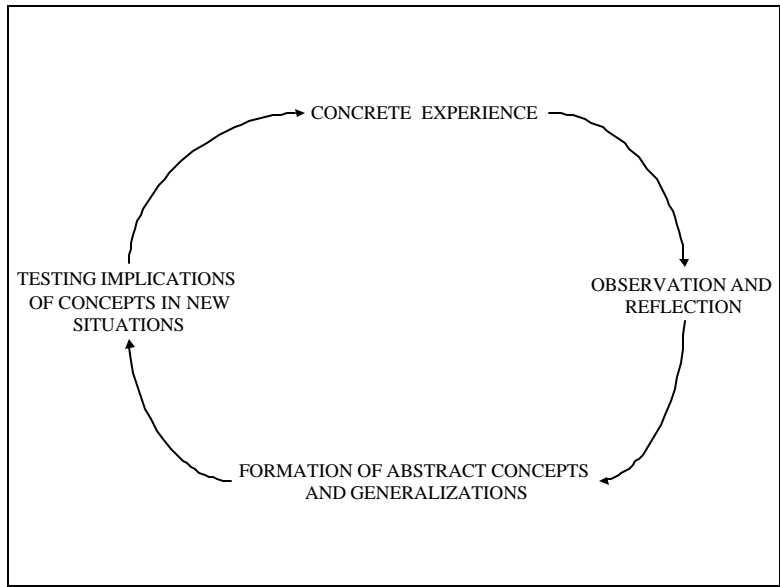 CONCRETE EXPERIENCE
OBSERVATION AND
REFLECTION
FORMATION OF ABSTRACT CONCEPTS
AND GENERALIZATIONS
TESTING IMPLICATIONS
OF CONCEPTS IN NEW
SITUATIONS